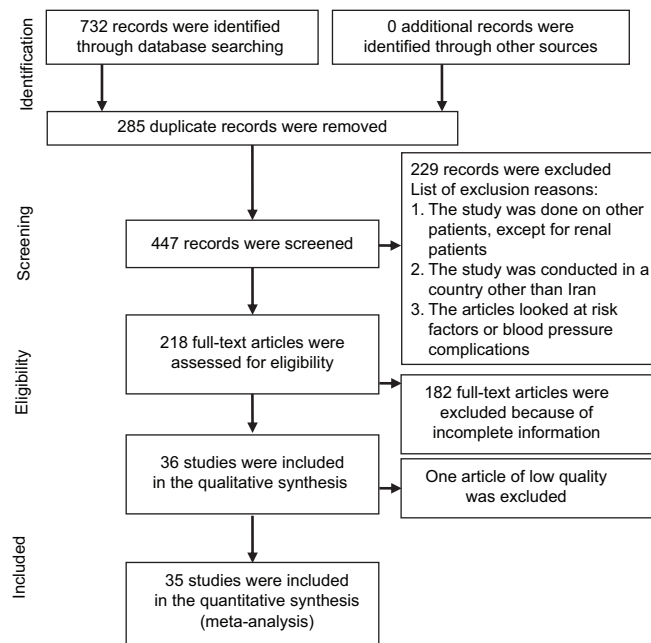 Identification
732 records were identified
through database searching
0 additional records were
identified through other sources
285 duplicate records were removed
Screening
447 records were screened
229 records were excluded
List of exclusion reasons:
1. The study was done on other
patients, except for renal
patients
2. The study was conducted in a
country other than Iran
3. The articles looked at risk
factors or blood pressure
complications
Eligibility
218 full-text articles were
assessed for eligibility
182 full-text articles were
excluded because of
incomplete information
36 studies were included
in the qualitative synthesis
One article of low quality
was excluded
Included
35 studies were included
in the quantitative synthesis
(meta-analysis)